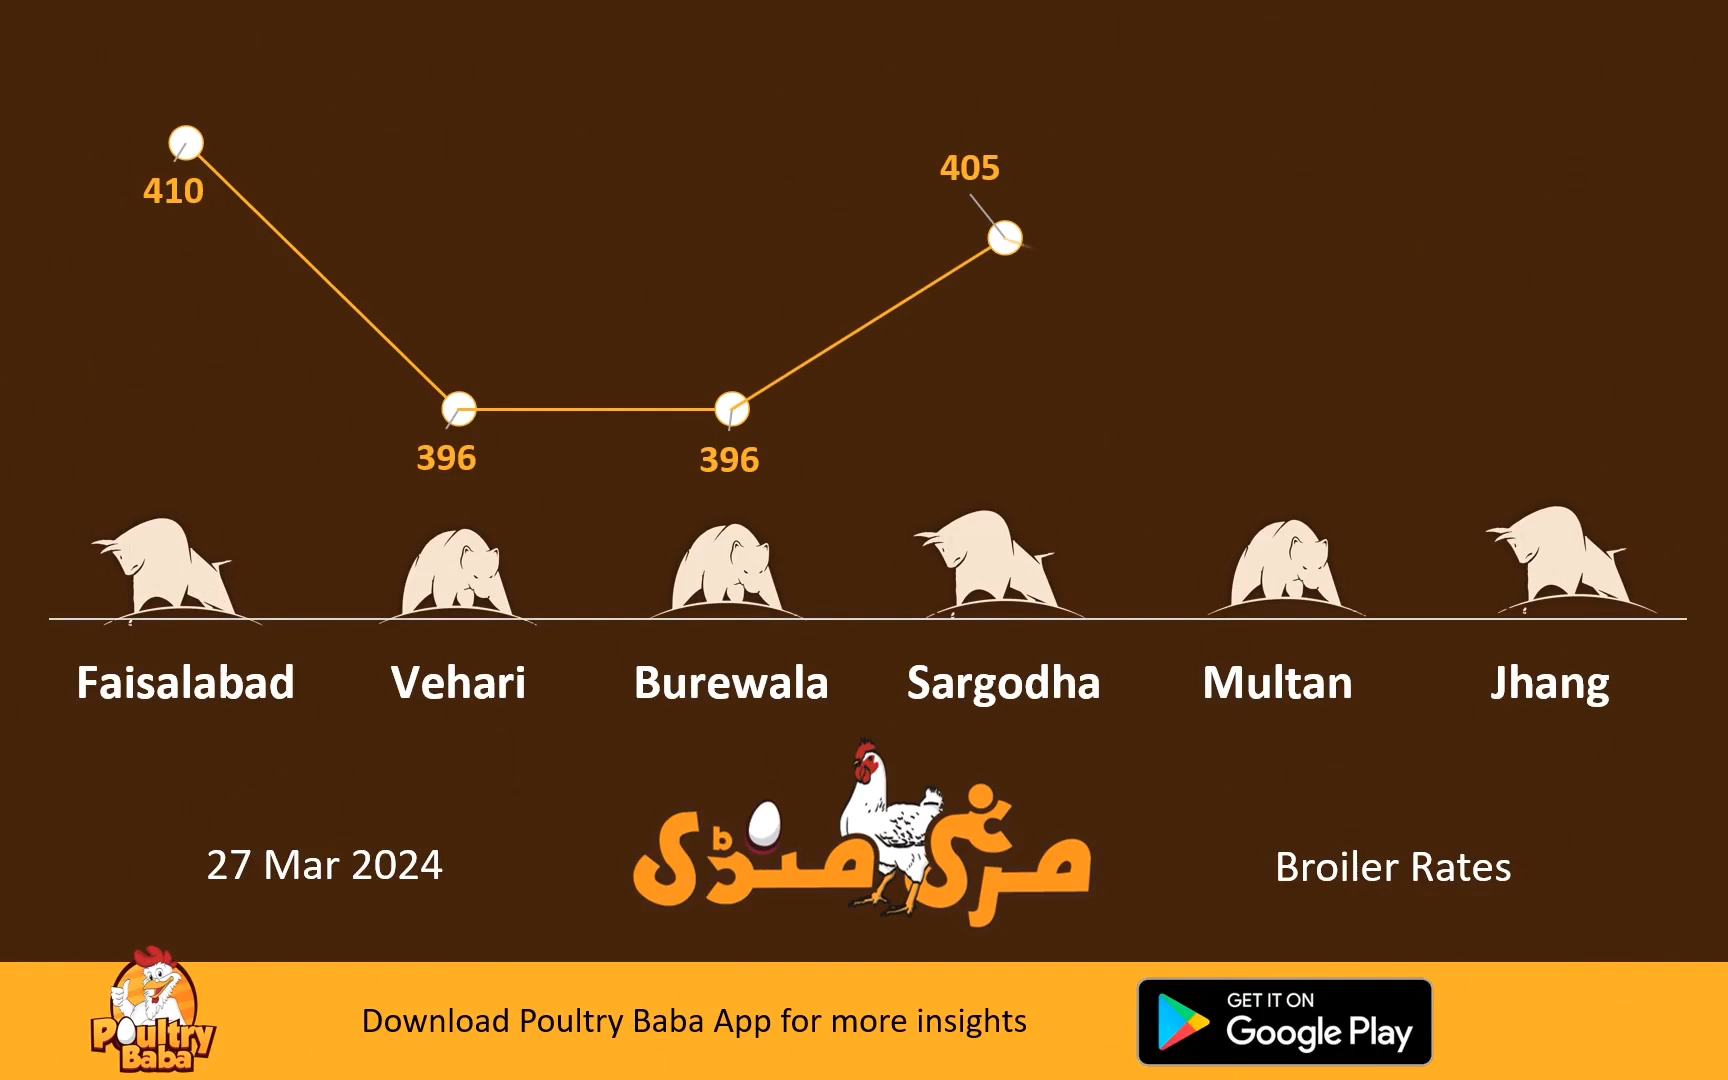 410
405
396
396
Faisalabad
Vehari
Burewala
Sargodha
Multan
Jhang
27 Mar 2024
مرغی منڈی
Broiler Rates
Poultry
Baba
Download Poultry Baba App for more insights
GET IT ON
Google Play